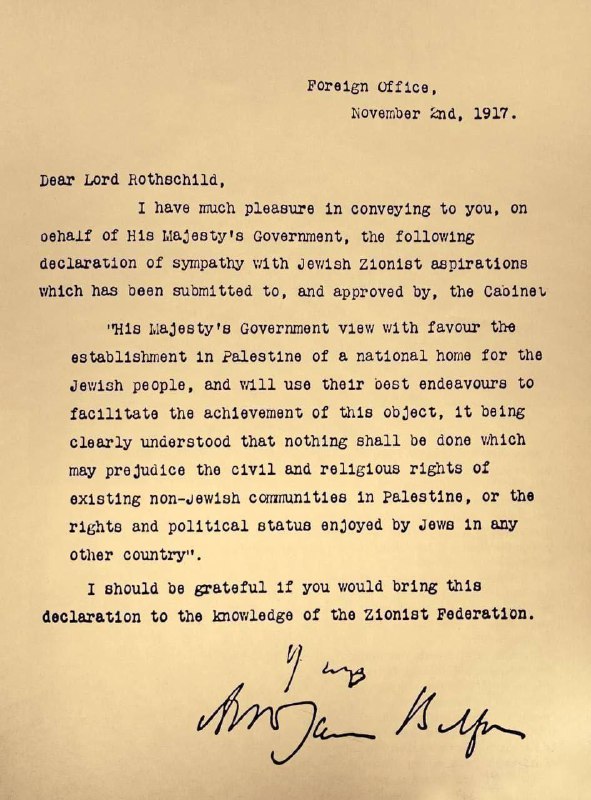 Foreign Office,
November 2nd, 1917.
Dear Lord Rothschild,
I have much pleasure in conveying to you, on
behalf of His Majesty's Government, the following
declaration of sympathy with Jewish Zionist aspirations
which has been submitted to, and approved by, the Cabinet
"His Majesty's Government view with favour the
establishment in Palestine of a national home for the
Jewish people, and will use their best endeavours to
facilitate the achievement of this object, it being
clearly understood that nothing shall be done which
may prejudice the civil and religious rights of
existing non-Jewish communities in Palestine, or the
rights and political status enjoyed by Jews in any
other country".
I should be grateful if you would bring this
declaration to the knowledge of the Zionist Federation.
Yours
Arthur James Balfour